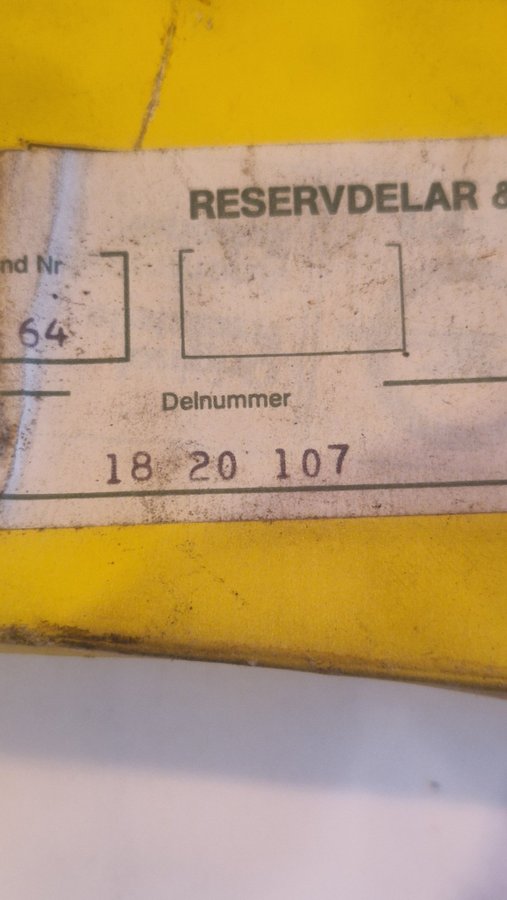 RESERVDELAR &
nd Nr
64
Delnummer
18 20 107